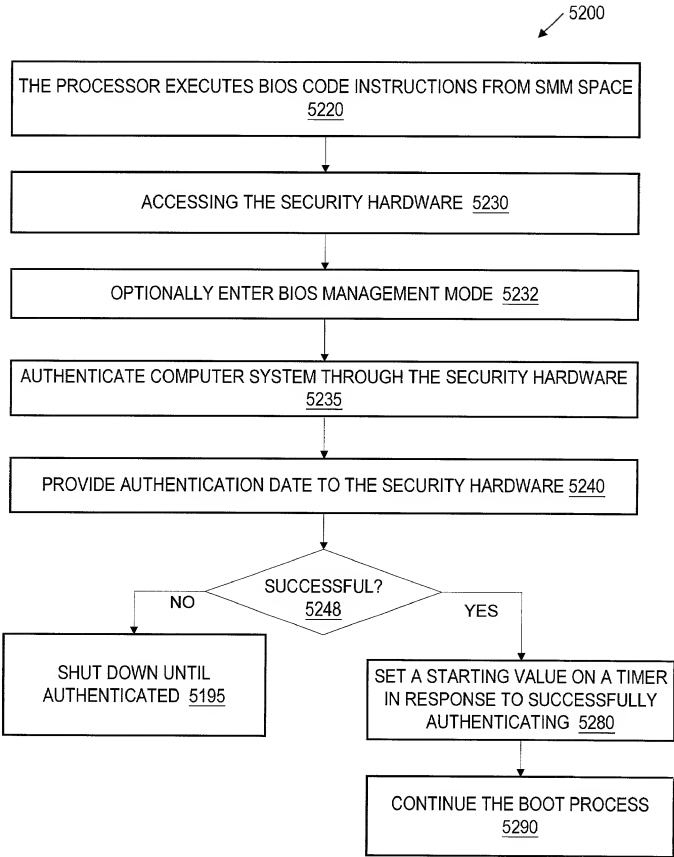 5200
THE PROCESSOR EXECUTES BIOS CODE INSTRUCTIONS FROM SMM SPACE
5220
ACCESSING THE SECURITY HARDWARE 5230
OPTIONALLY ENTER BIOS MANAGEMENT MODE 5232
AUTHENTICATE COMPUTER SYSTEM THROUGH THE SECURITY HARDWARE
5235
PROVIDE AUTHENTICATION DATE TO THE SECURITY HARDWARE 5240
SUCCESSFUL?
5248
NO
YES
SHUT DOWN UNTIL
AUTHENTICATED 5195
SET A STARTING VALUE ON A TIMER
IN RESPONSE TO SUCCESSFULLY
AUTHENTICATING 5280
CONTINUE THE BOOT PROCESS
5290